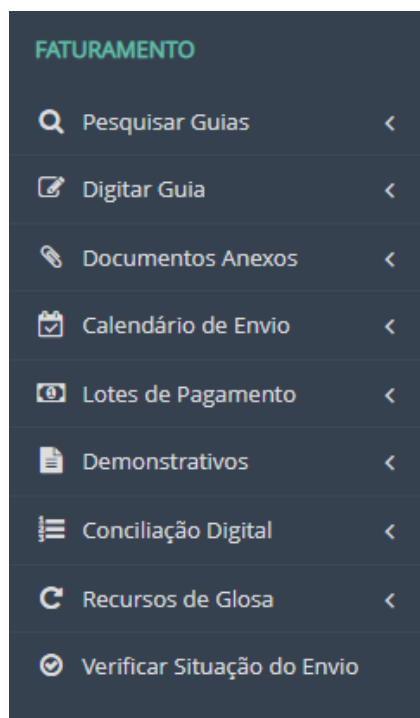 FATURAMENTO
Pesquisar Guias
Digitar Guia
Documentos Anexos
Calendário de Envio
Lotes de Pagamento
Demonstrativos
Conciliação Digital
Recursos de Glosa
Verificar Situação do Envio